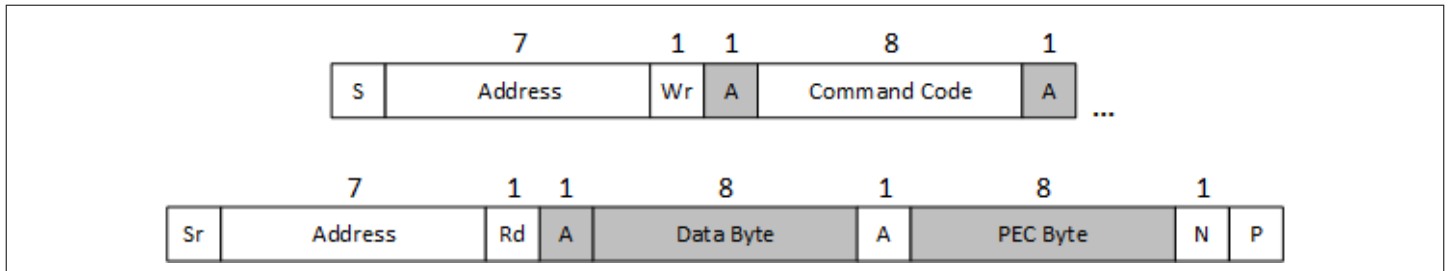 7 1 1 8 1
S Address Wr A Command Code A ...
7 1 1 8 1 8 1
Sr Address Rd A Data Byte A PEC Byte N P